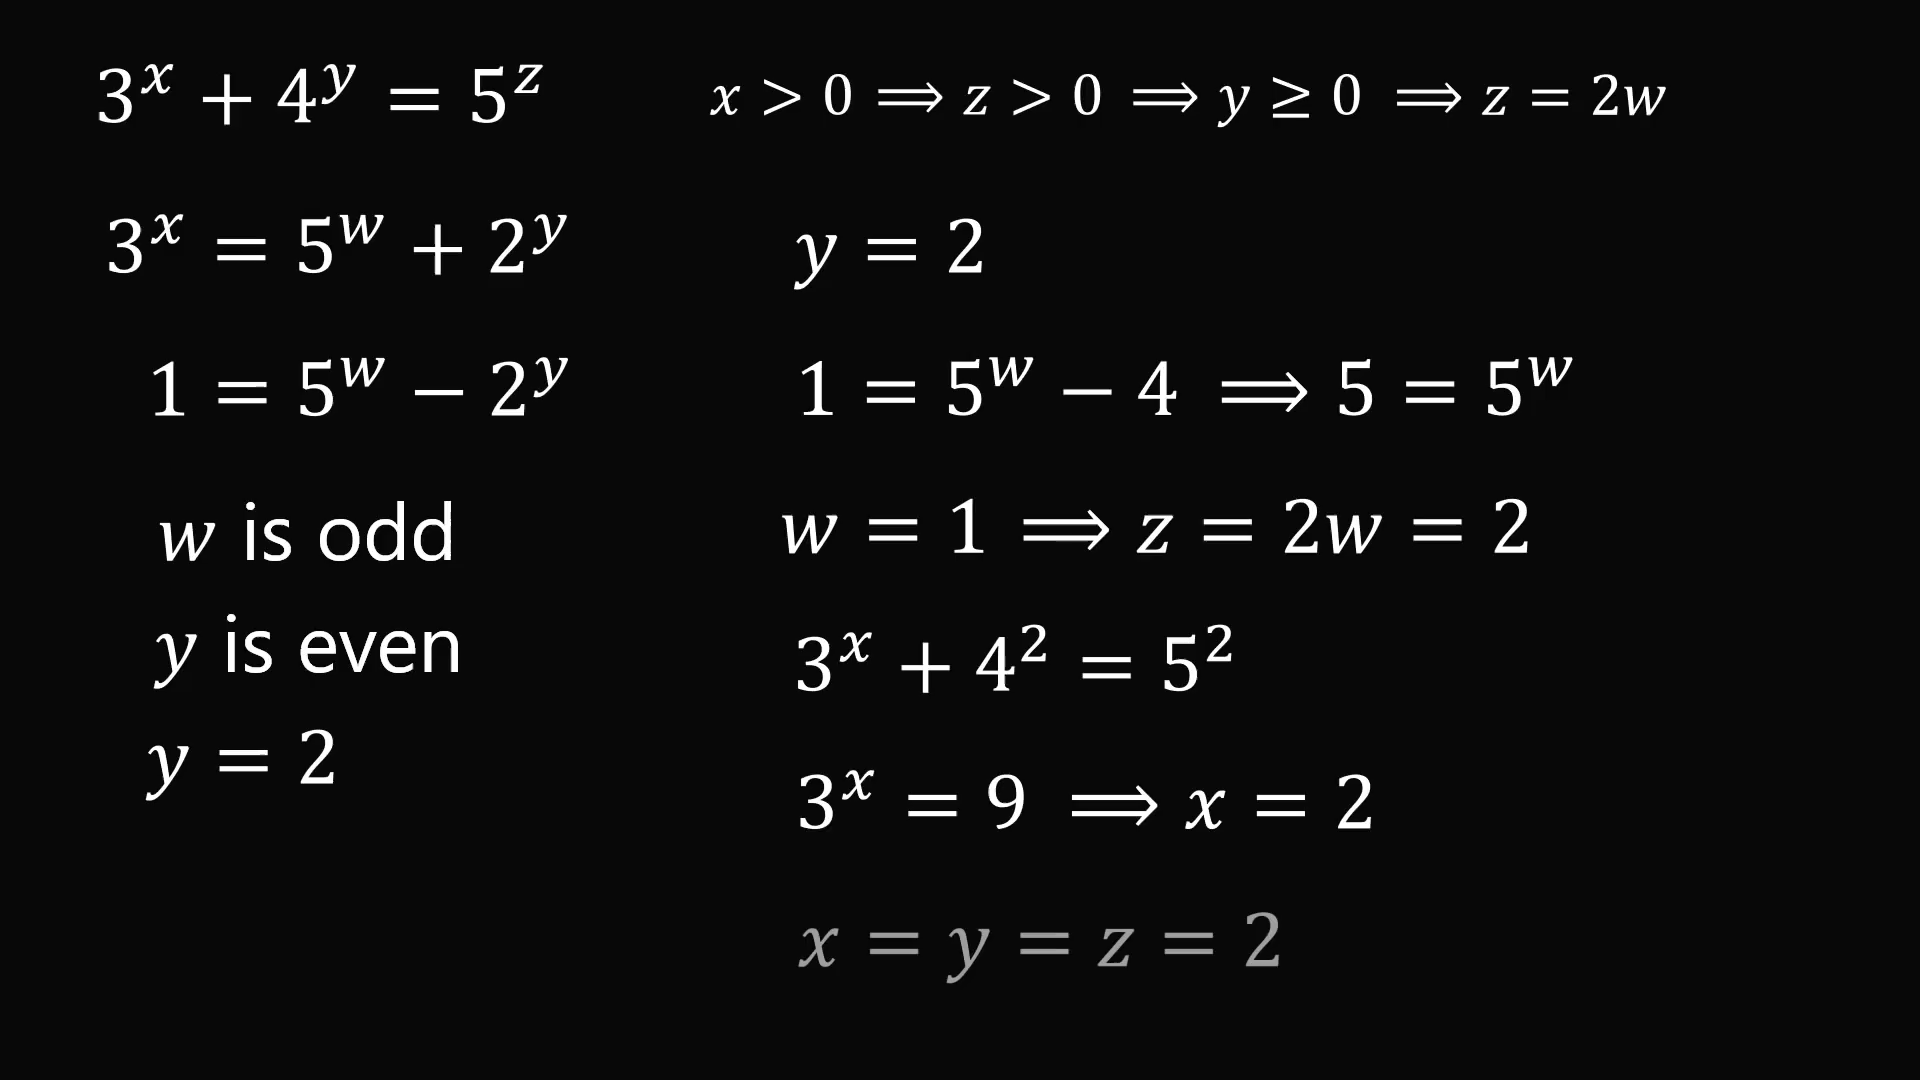 3^x + 4^y = 5^z
x > 0 ⟹ z > 0 ⟹ y ≥ 0 ⟹ z = 2w
3^x = 5^w + 2^y
1 = 5^w − 2^y
w is odd
y is even
y = 2
y = 2
1 = 5^w − 4 ⟹ 5 = 5^w
w = 1 ⟹ z = 2w = 2
3^x + 4^2 = 5^2
3^x = 9 ⟹ x = 2
x = y = z = 2